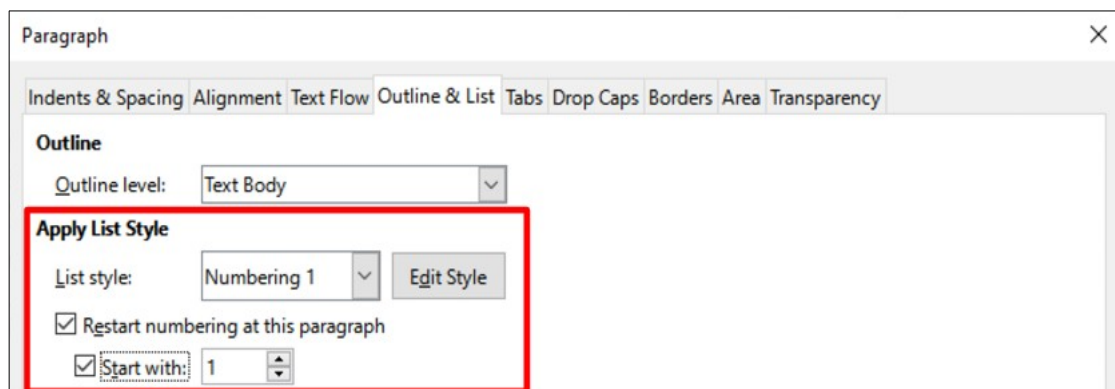 Paragraph
Indents & Spacing Alignment Text Flow Outline & List Tabs Drop Caps Borders Area Transparency
Outline
Outline level: Text Body
Apply List Style
List style: Numbering 1 Edit Style
Restart numbering at this paragraph
Start with: 1